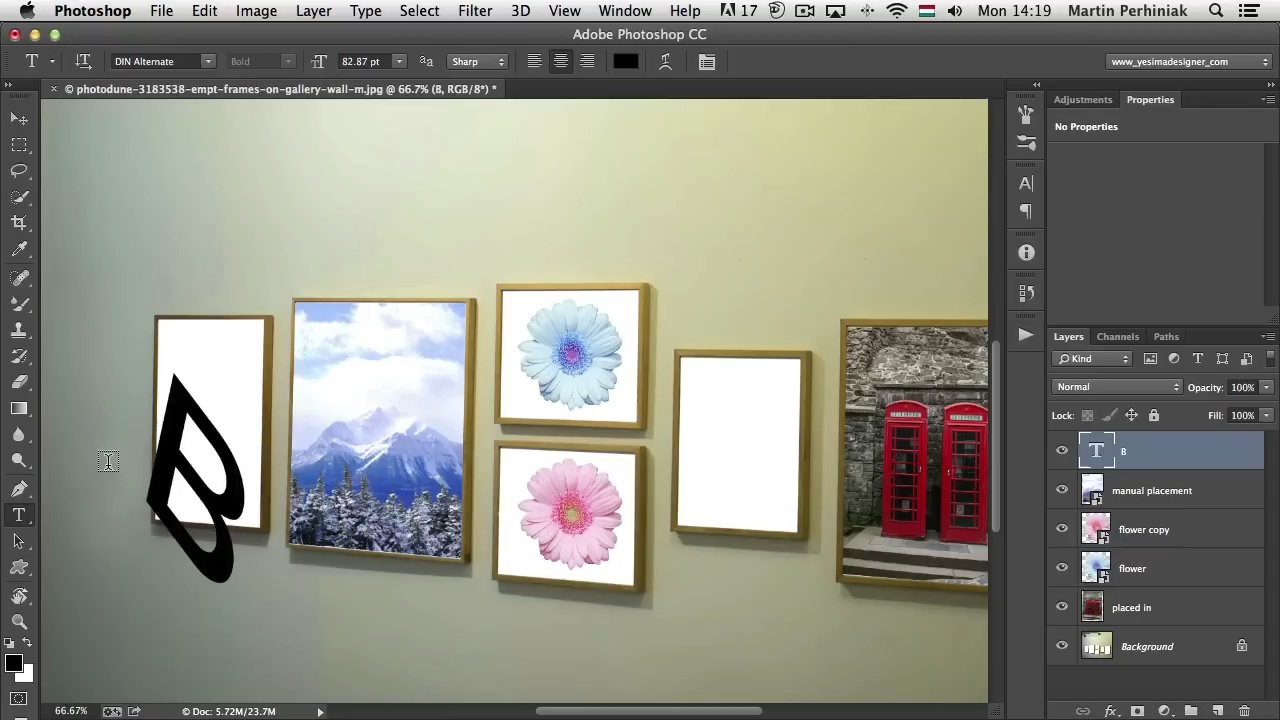 Photoshop File Edit Image Layer Type Select Filter 3D View Window Help 17 Mon 14:19 Martin Perhiniak
Adobe Photoshop CC
T DIN Alternate Bold 82.87 pt Sharp www_yesimadesigner_com
© photodune-3183538-empt-frames-on-gallery-wall-m.jpg @ 66.7% (B, RGB/8*) *
Adjustments Properties
No Properties
B
Layers Channels Paths
Kind
Normal Opacity: 100%
Lock: Fill: 100%
T B
manual placement
flower copy
flower
placed in
Background
66.67% © Doc: 5.72M/23.7M